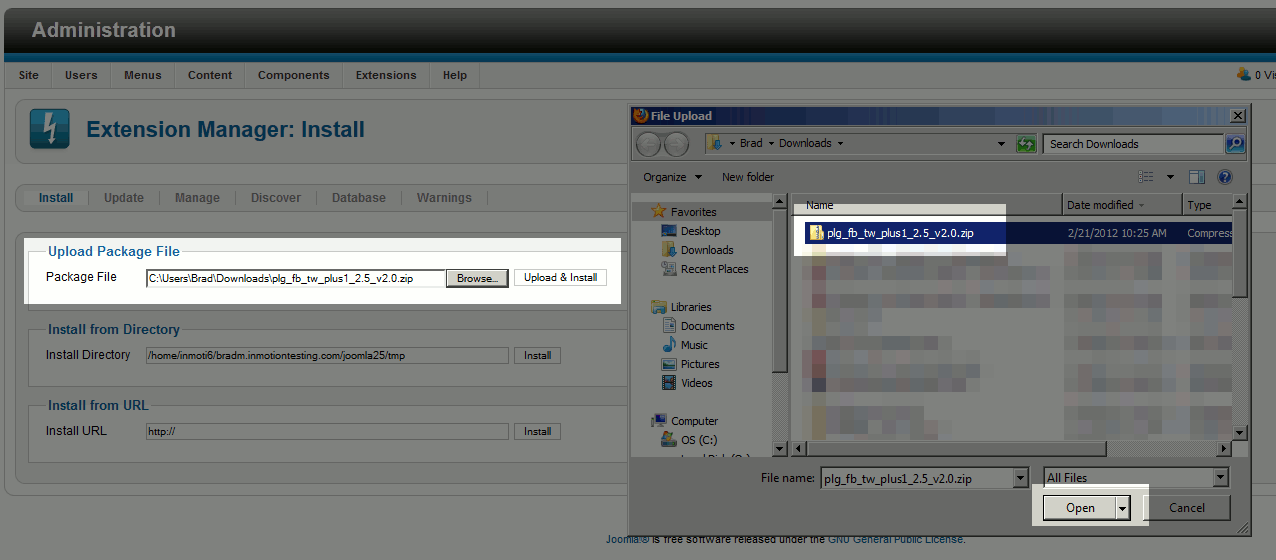 Administration
Site Users Menus Content Components Extensions Help
0 Vi
Extension Manager: Install
Install Update Manage Discover Database Warnings
Upload Package File
Package File C:\Users\Brad\Downloads\plg_fb_tw_plus1_2.5_v2.0.zip Browse... Upload & Install
Install from Directory
Install Directory /home/inmoti6/bradm.inmotiontesting.com/joomla25/tmp Install
Install from URL
Install URL http:// Install
File Upload
Brad Downloads Search Downloads
Organize New folder
Favorites
Desktop
Downloads
Recent Places
Libraries
Documents
Music
Pictures
Videos
Computer
OS (C:)
Name Date modified Type
plg_fb_tw_plus1_2.5_v2.0.zip 2/21/2012 10:25 AM Compress
File name: plg_fb_tw_plus1_2.5_v2.0.zip All Files
Open Cancel
Joomla!® is free software released under the GNU General Public License.